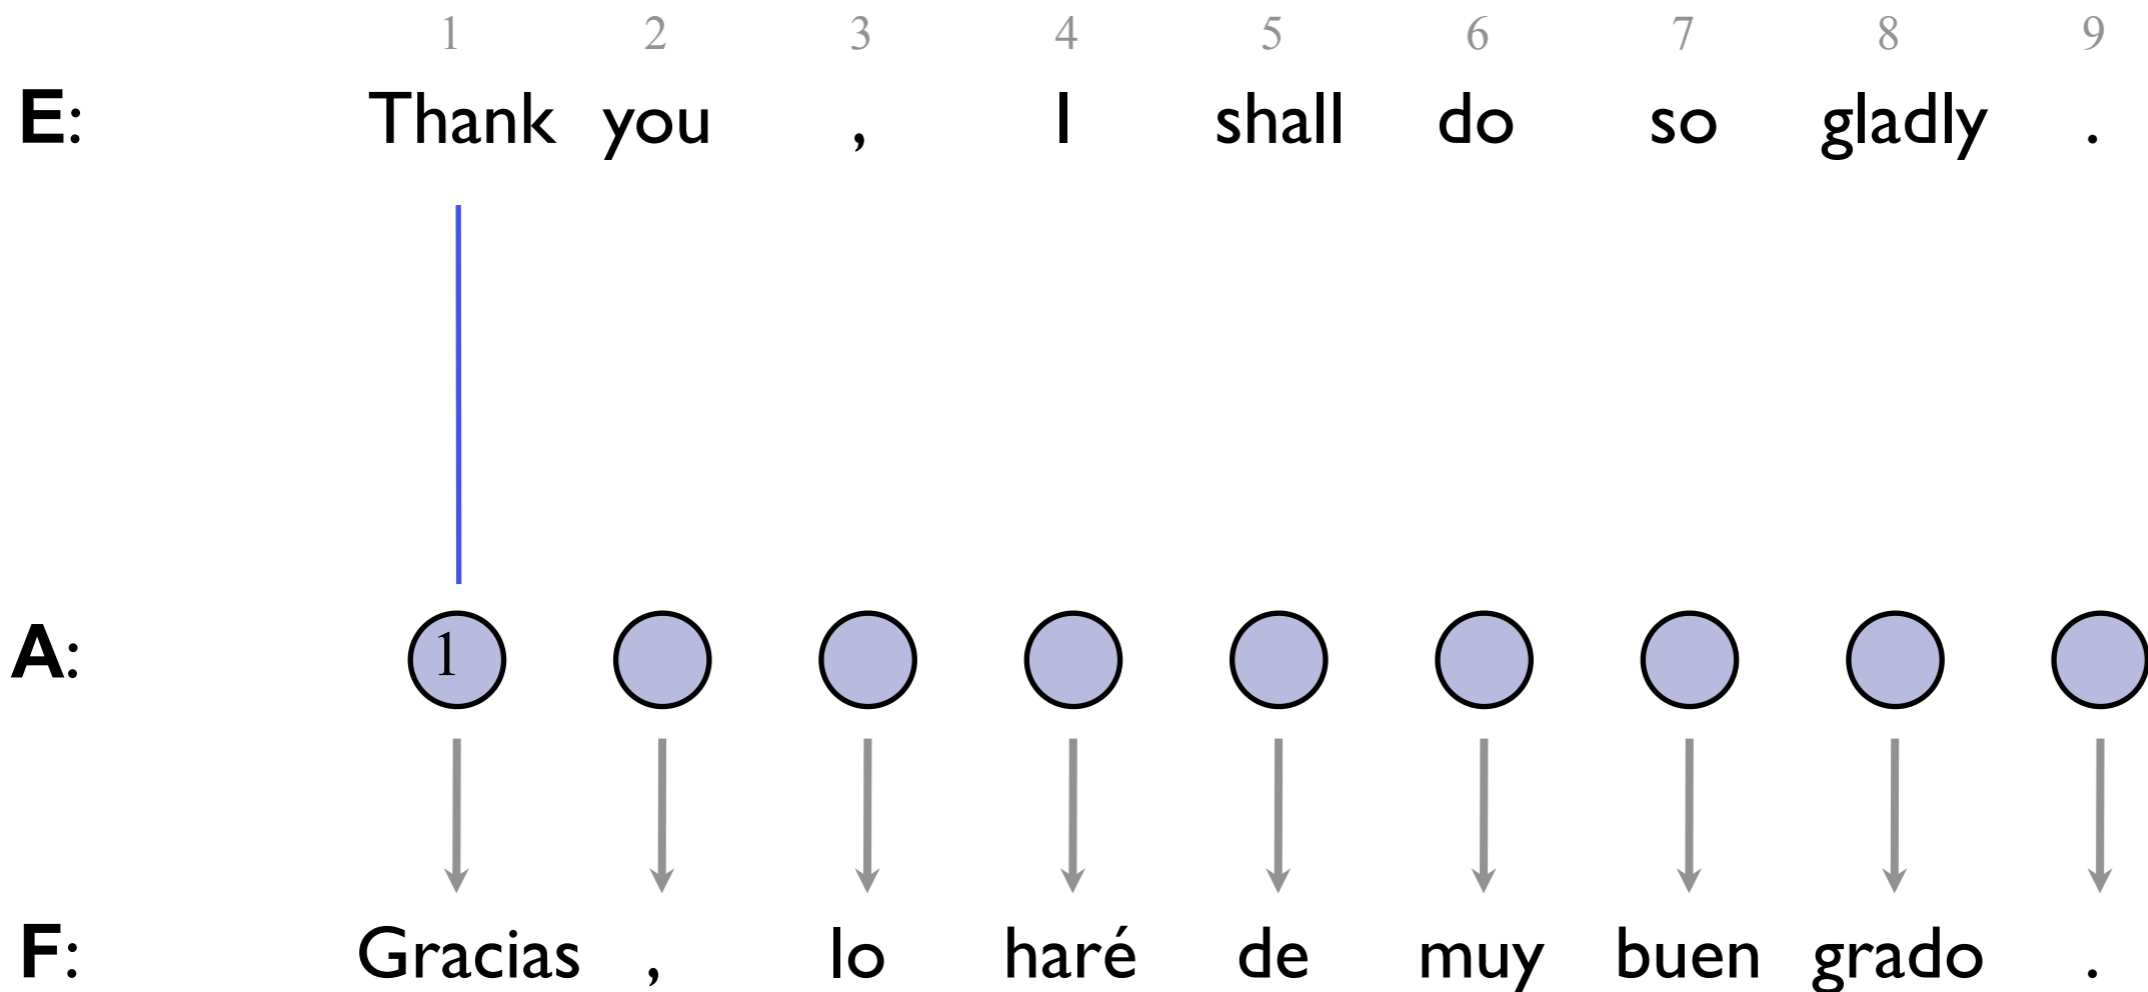 1 2 3 4 5 6 7 8 9
E: Thank you , I shall do so gladly .
A: 1
F: Gracias , lo haré de muy buen grado .